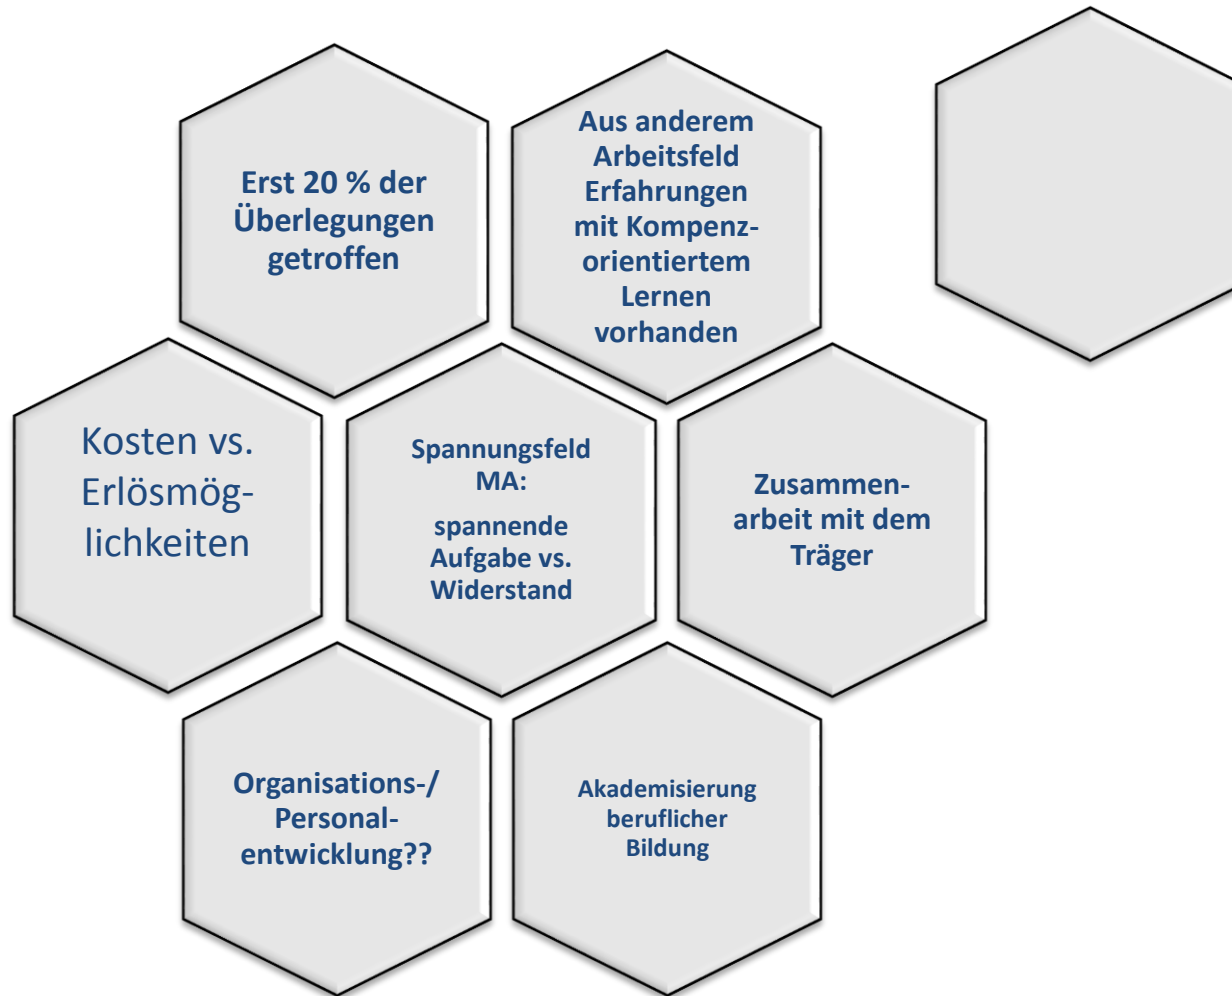 Erst 20 % der
Überlegungen
getroffen
Aus anderem
Arbeitsfeld
Erfahrungen
mit Kompenz-
orientiertem
Lernen
vorhanden
Kosten vs.
Erlösmög-
lichkeiten
Spannungsfeld
MA:
spannende
Aufgabe vs.
Widerstand
Zusammen-
arbeit mit dem
Träger
Organisations-/
Personal-
entwicklung??
Akademisierung
beruflicher
Bildung